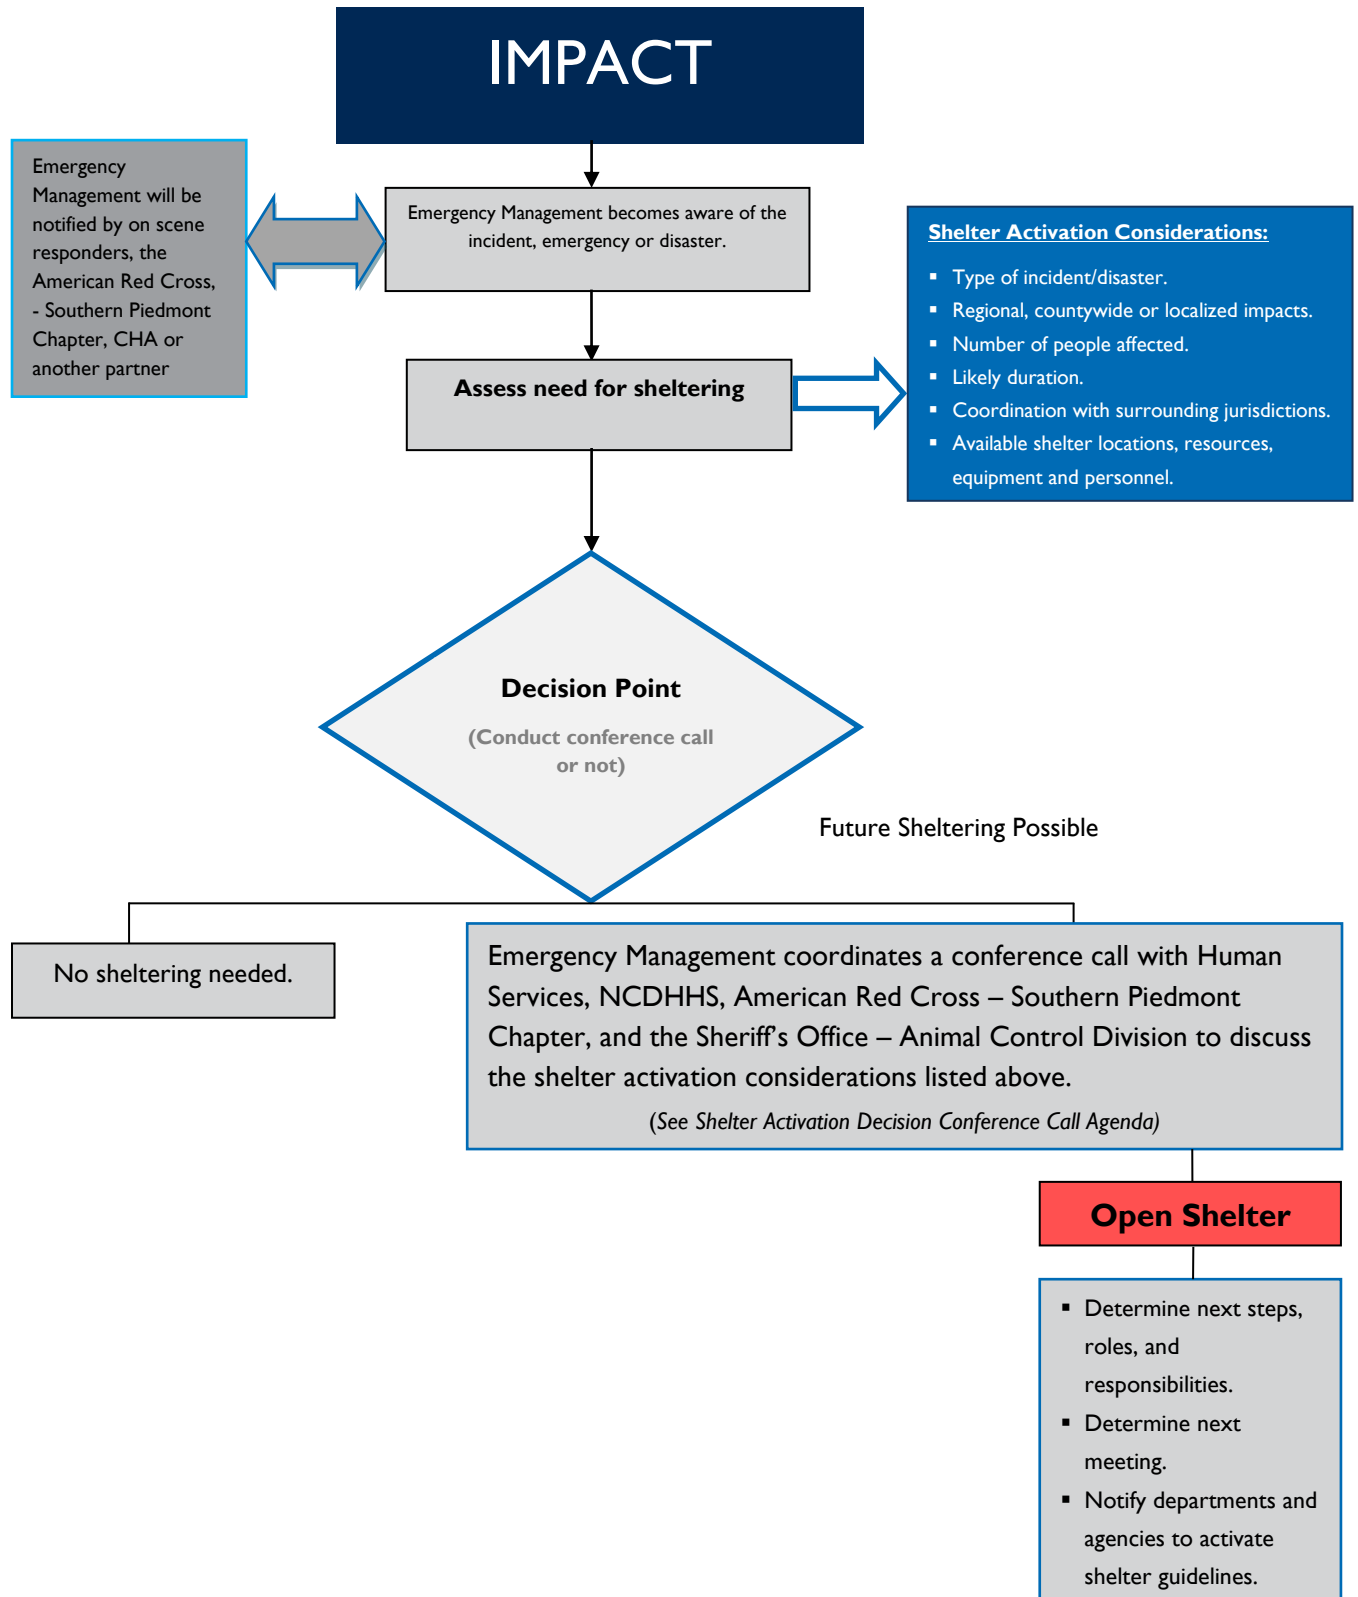 IMPACT
Emergency
Management will be
notified by on scene
responders, the
American Red Cross,
- Southern Piedmont
Chapter, CHA or
another partner
Emergency Management becomes aware of the
incident, emergency or disaster.
Shelter Activation Considerations:
▪ Type of incident/disaster.
▪ Regional, countywide or localized impacts.
▪ Number of people affected.
▪ Likely duration.
▪ Coordination with surrounding jurisdictions.
▪ Available shelter locations, resources,
equipment and personnel.
Assess need for sheltering
Decision Point
(Conduct conference call
or not)
Future Sheltering Possible
No sheltering needed.
Emergency Management coordinates a conference call with Human
Services, NCDHHS, American Red Cross – Southern Piedmont
Chapter, and the Sheriff’s Office – Animal Control Division to discuss
the shelter activation considerations listed above.
(See Shelter Activation Decision Conference Call Agenda)
Open Shelter
▪ Determine next steps,
roles, and
responsibilities.
▪ Determine next
meeting.
▪ Notify departments and
agencies to activate
shelter guidelines.